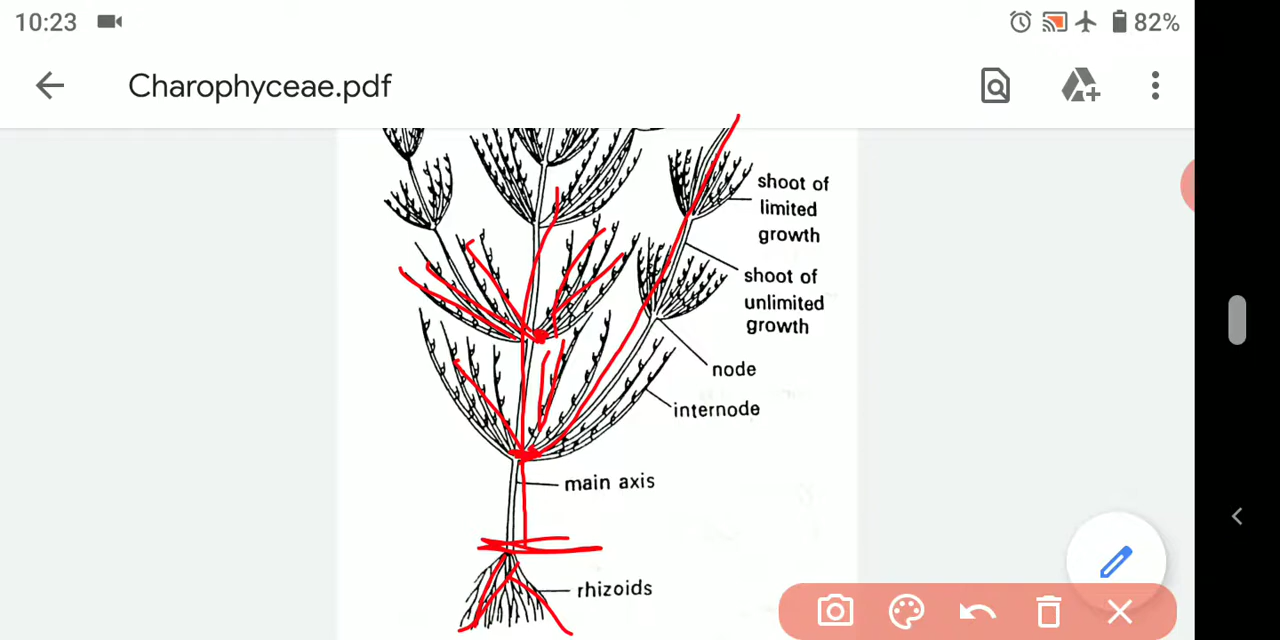 10:23
82%
Charophyceae.pdf
shoot of
limited
growth
shoot of
unlimited
growth
node
internode
main axis
rhizoids